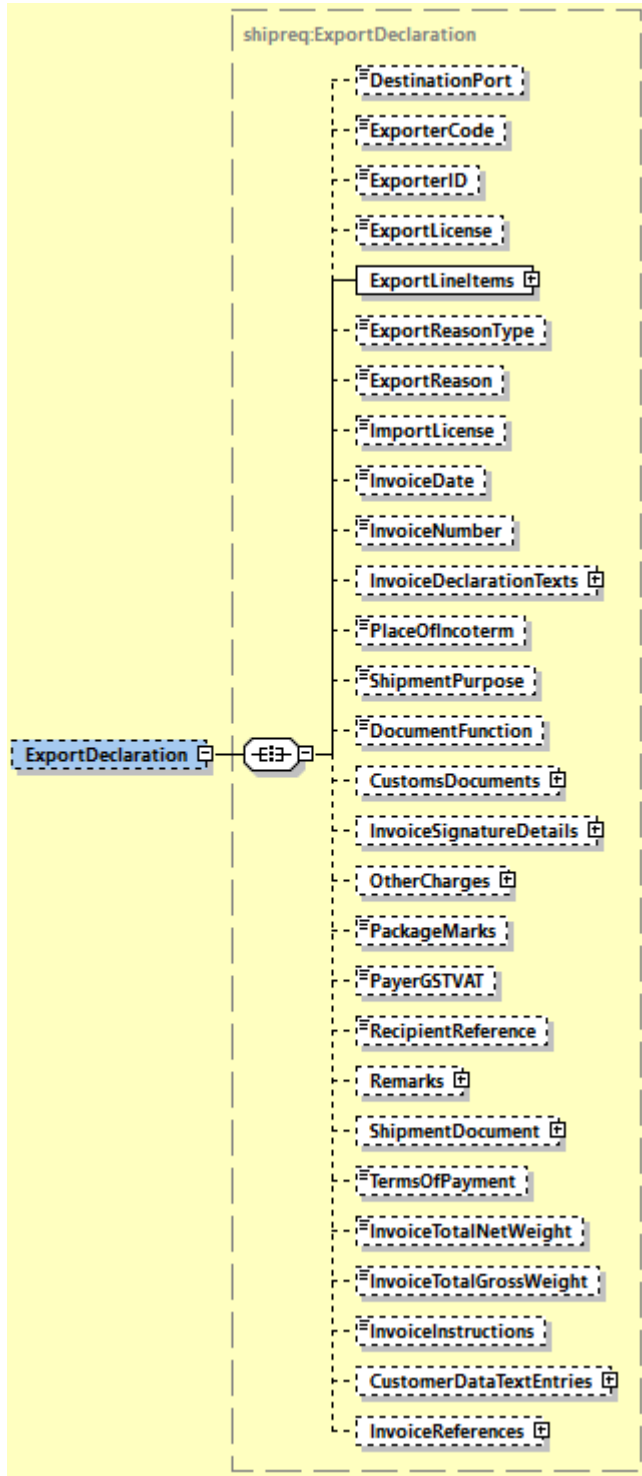 shipreq:ExportDeclaration
DestinationPort
ExporterCode
ExporterID
ExportLicense
ExportLineItems
ExportReasonType
ExportReason
ImportLicense
InvoiceDate
InvoiceNumber
InvoiceDeclarationTexts
PlaceOfIncoterm
ShipmentPurpose
DocumentFunction
ExportDeclaration
CustomsDocuments
InvoiceSignatureDetails
OtherCharges
PackageMarks
PayerGSTVAT
RecipientReference
Remarks
ShipmentDocument
TermsOfPayment
InvoiceTotalNetWeight
InvoiceTotalGrossWeight
InvoiceInstructions
CustomerDataTextEntries
InvoiceReferences